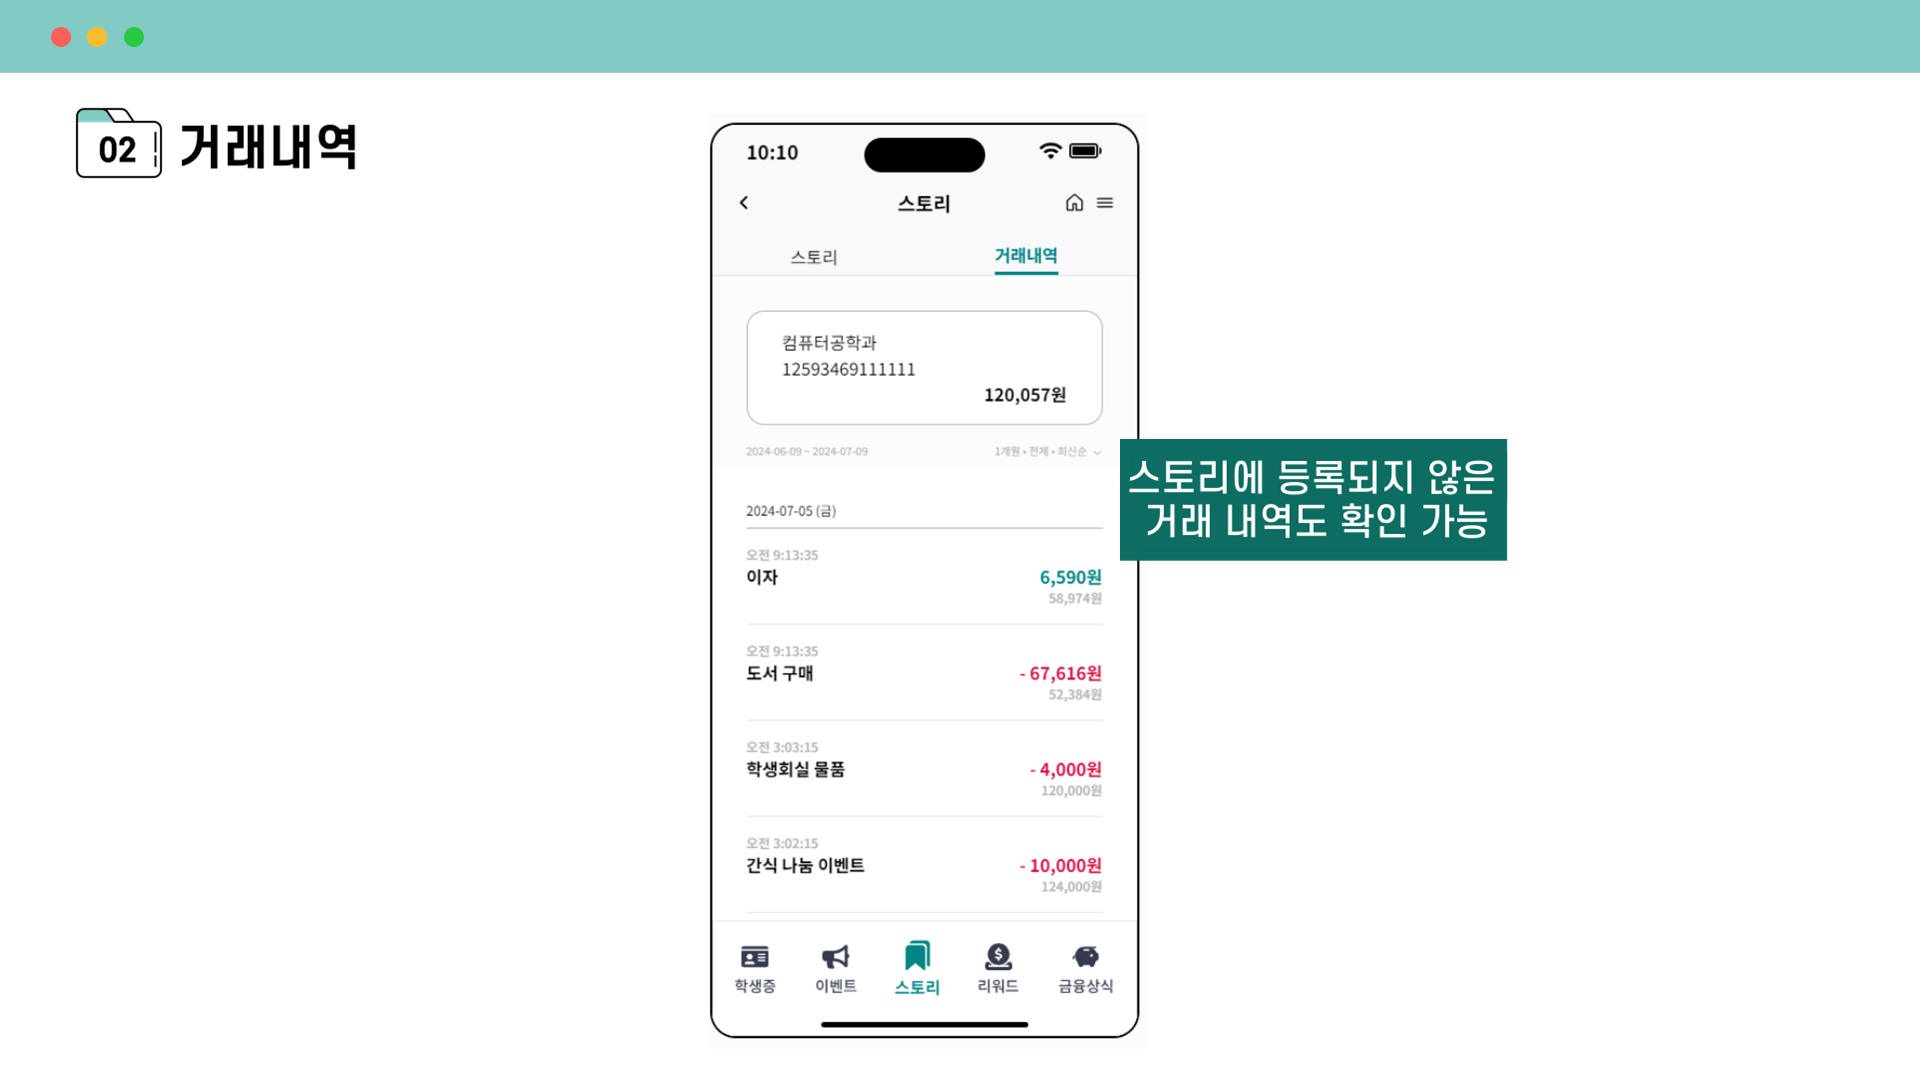 02 거래내역
10:10
스토리
스토리 거래내역
컴퓨터공학과
12593469111111
120,057원
2024-06-09 ~ 2024-07-09 1개월 • 전체 • 최신순
스토리에 등록되지 않은
거래 내역도 확인 가능
2024-07-05 (금)
오전 9:13:35
이자 6,590원
58,974원
오전 9:13:35
도서 구매 - 67,616원
52,384원
오전 3:03:15
학생회실 물품 - 4,000원
120,000원
오전 3:02:15
간식 나눔 이벤트 - 10,000원
124,000원
학생증 이벤트 스토리 리워드 금융상식